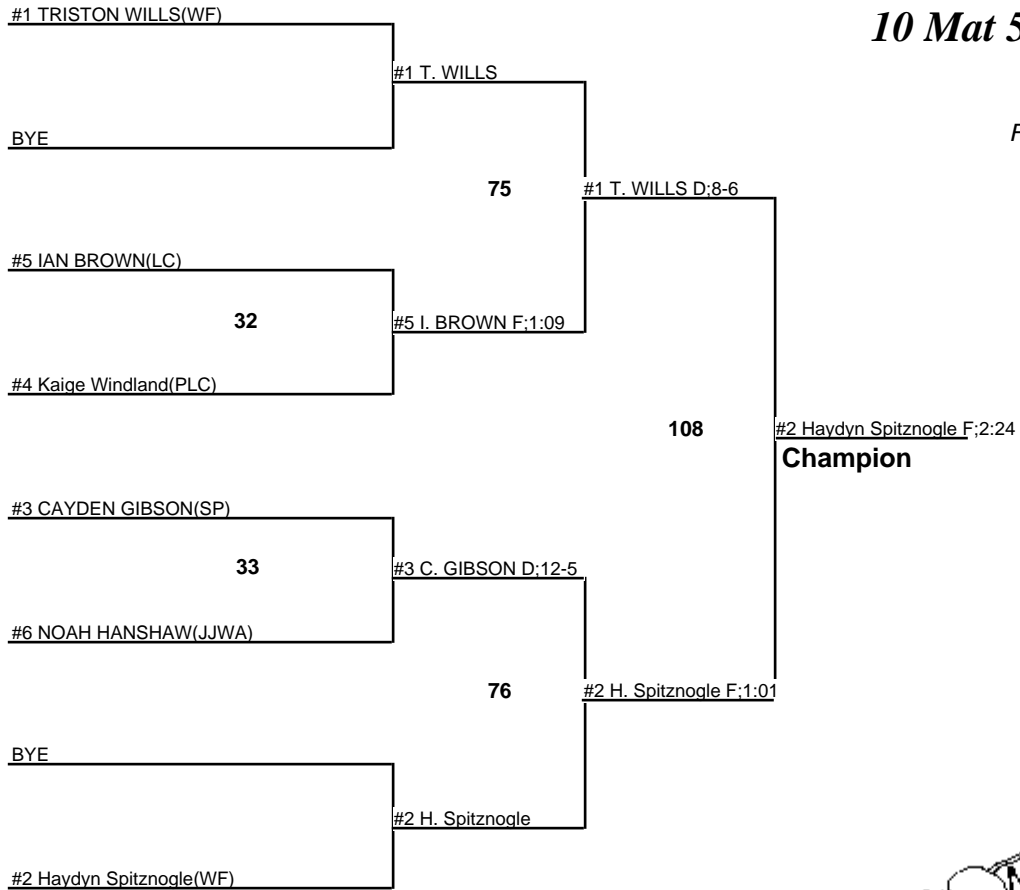 #1 TRISTON WILLS(WF)
10 Mat 5
#1 T. WILLS
BYE
F
75
#1 T. WILLS D;8-6
#5 IAN BROWN(LC)
32
#5 I. BROWN F;1:09
#4 Kaige Windland(PLC)
108
#2 Haydyn Spitznogle F;2:24
Champion
#3 CAYDEN GIBSON(SP)
33
#3 C. GIBSON D;12-5
#6 NOAH HANSHAW(JJWA)
76
#2 H. Spitznogle F;1:01
BYE
#2 H. Spitznogle
#2 Haydyn Spitznogle(WF)